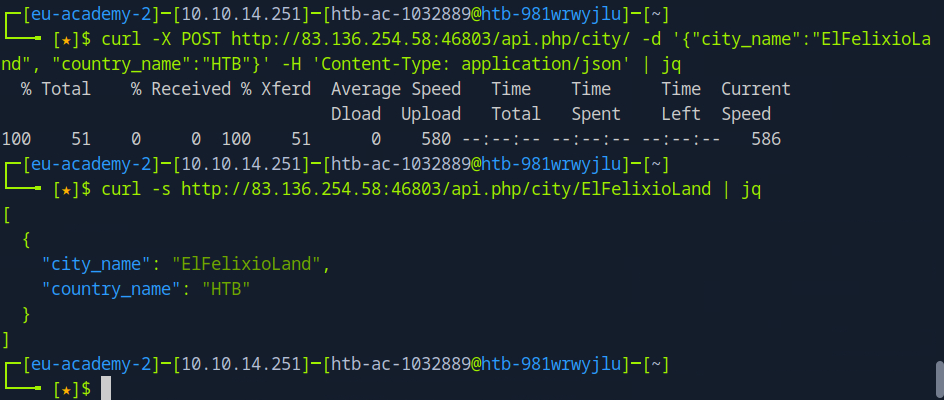 ┌─[eu-academy-2]─[10.10.14.251]─[htb-ac-1032889@htb-981wrwyjlu]─[~]
└──╼ [★]$ curl -X POST http://83.136.254.58:46803/api.php/city/ -d '{"city_name":"ElFelixioLa
nd", "country_name":"HTB"}' -H 'Content-Type: application/json' | jq
  % Total    % Received % Xferd  Average Speed   Time    Time     Time  Current
                                 Dload  Upload   Total   Spent    Left  Speed
100    51    0     0  100    51      0    580 --:--:-- --:--:-- --:--:--   586
┌─[eu-academy-2]─[10.10.14.251]─[htb-ac-1032889@htb-981wrwyjlu]─[~]
└──╼ [★]$ curl -s http://83.136.254.58:46803/api.php/city/ElFelixioLand | jq
[
  {
    "city_name": "ElFelixioLand",
    "country_name": "HTB"
  }
]
┌─[eu-academy-2]─[10.10.14.251]─[htb-ac-1032889@htb-981wrwyjlu]─[~]
└──╼ [★]$